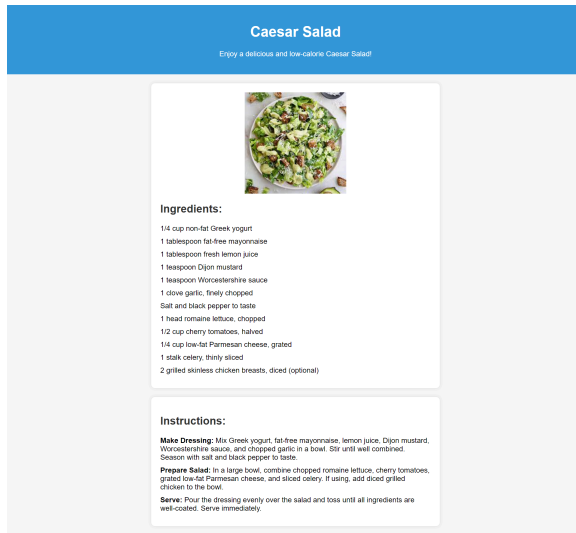 Caesar Salad
Enjoy a delicious and low-calorie Caesar Salad!
Ingredients:
1/4 cup non-fat Greek yogurt
1 tablespoon fat-free mayonnaise
1 tablespoon fresh lemon juice
1 teaspoon Dijon mustard
1 teaspoon Worcestershire sauce
1 clove garlic, finely chopped
Salt and black pepper to taste
1 head romaine lettuce, chopped
1/2 cup cherry tomatoes, halved
1/4 cup low-fat Parmesan cheese, grated
1 stalk celery, thinly sliced
2 grilled skinless chicken breasts, diced (optional)
Instructions:
Make Dressing: Mix Greek yogurt, fat-free mayonnaise, lemon juice, Dijon mustard,
Worcestershire sauce, and chopped garlic in a bowl. Stir until well combined.
Season with salt and black pepper to taste.
Prepare Salad: In a large bowl, combine chopped romaine lettuce, cherry tomatoes,
grated low-fat Parmesan cheese, and sliced celery. If using, add diced grilled
chicken to the bowl.
Serve: Pour the dressing evenly over the salad and toss until all ingredients are
well-coated. Serve immediately.